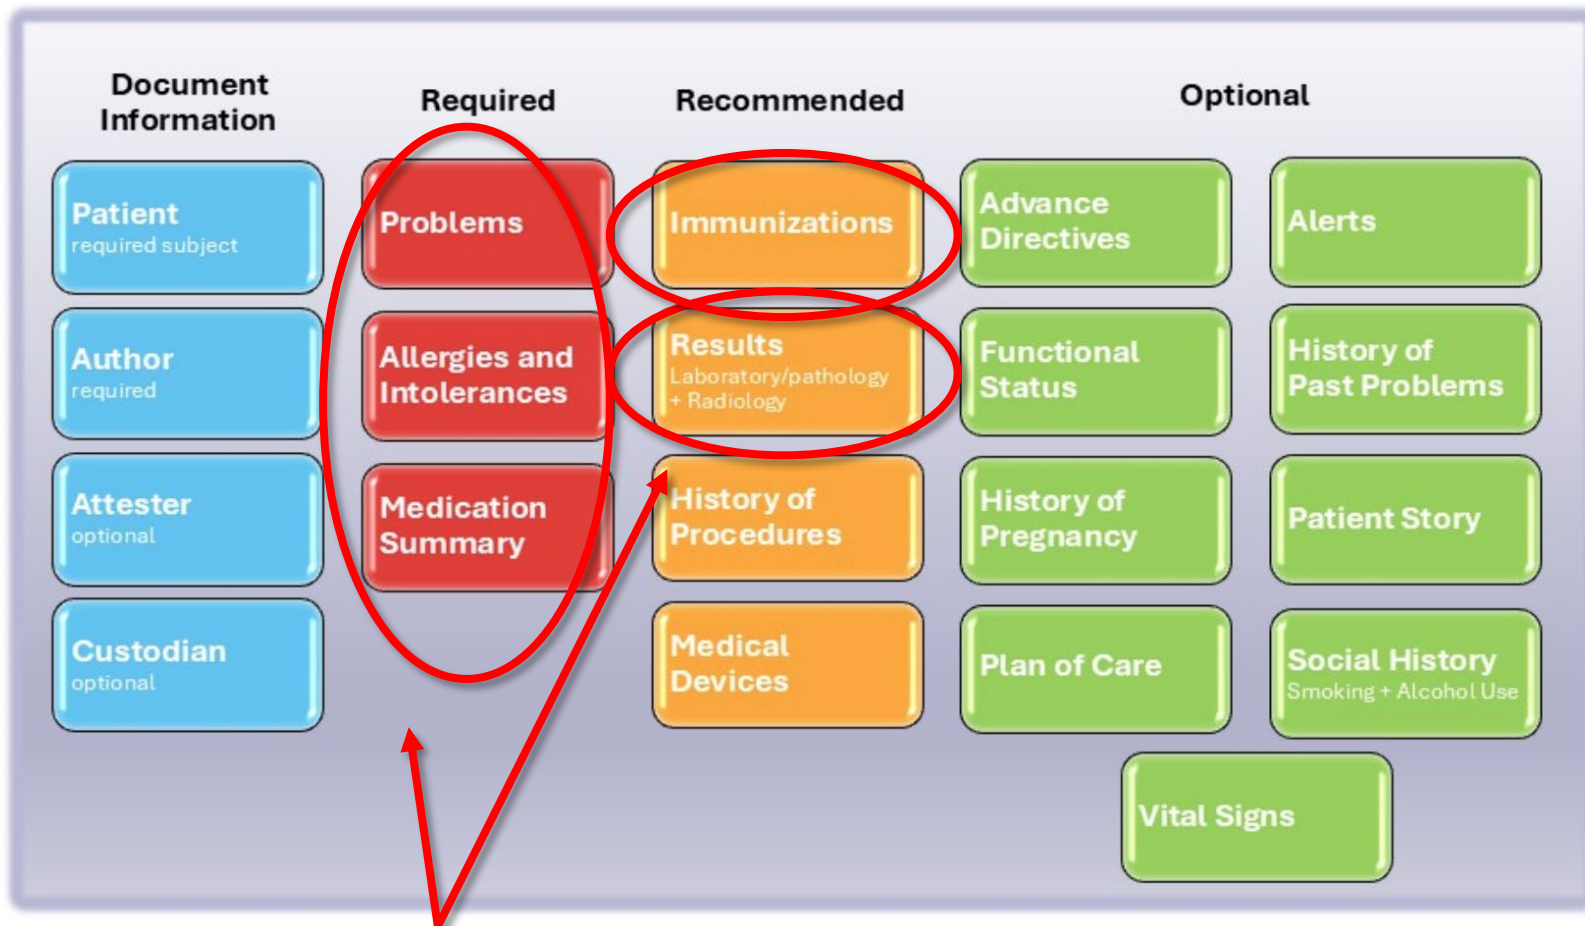 Document
Information
Required
Recommended
Optional
Patient
required subject
Author
required
Attester
optional
Custodian
optional
Problems
Allergies and
Intolerances
Medication
Summary
Immunizations
Results
Laboratory/pathology
+ Radiology
History of
Procedures
Medical
Devices
Advance
Directives
Functional
Status
History of
Pregnancy
Plan of Care
Alerts
History of
Past Problems
Patient Story
Social History
Smoking + Alcohol Use
Vital Signs